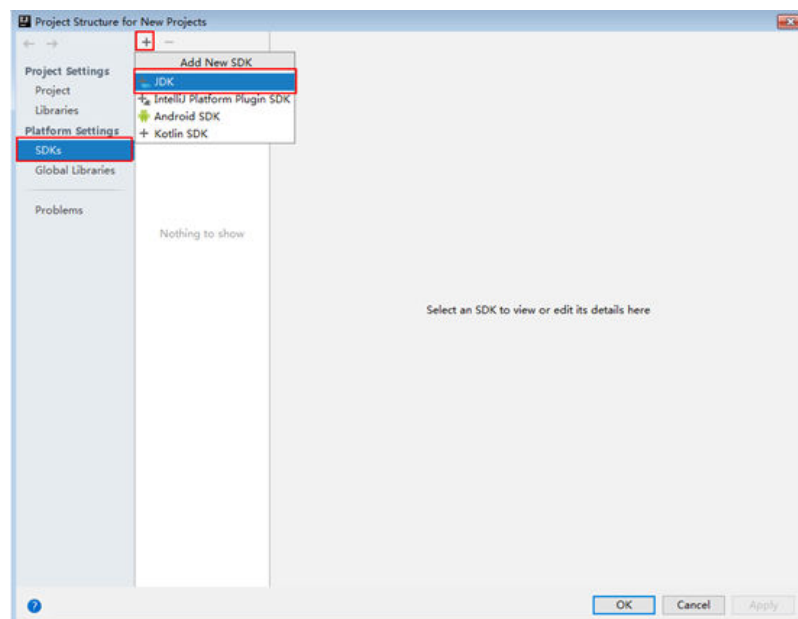 Project Structure for New Projects
+ −
Add New SDK
JDK
IntelliJ Platform Plugin SDK
Android SDK
+ Kotlin SDK
Project Settings
Project
Libraries
Platform Settings
SDKs
Global Libraries
Problems
Nothing to show
Select an SDK to view or edit its details here
?
OK
Cancel
Apply